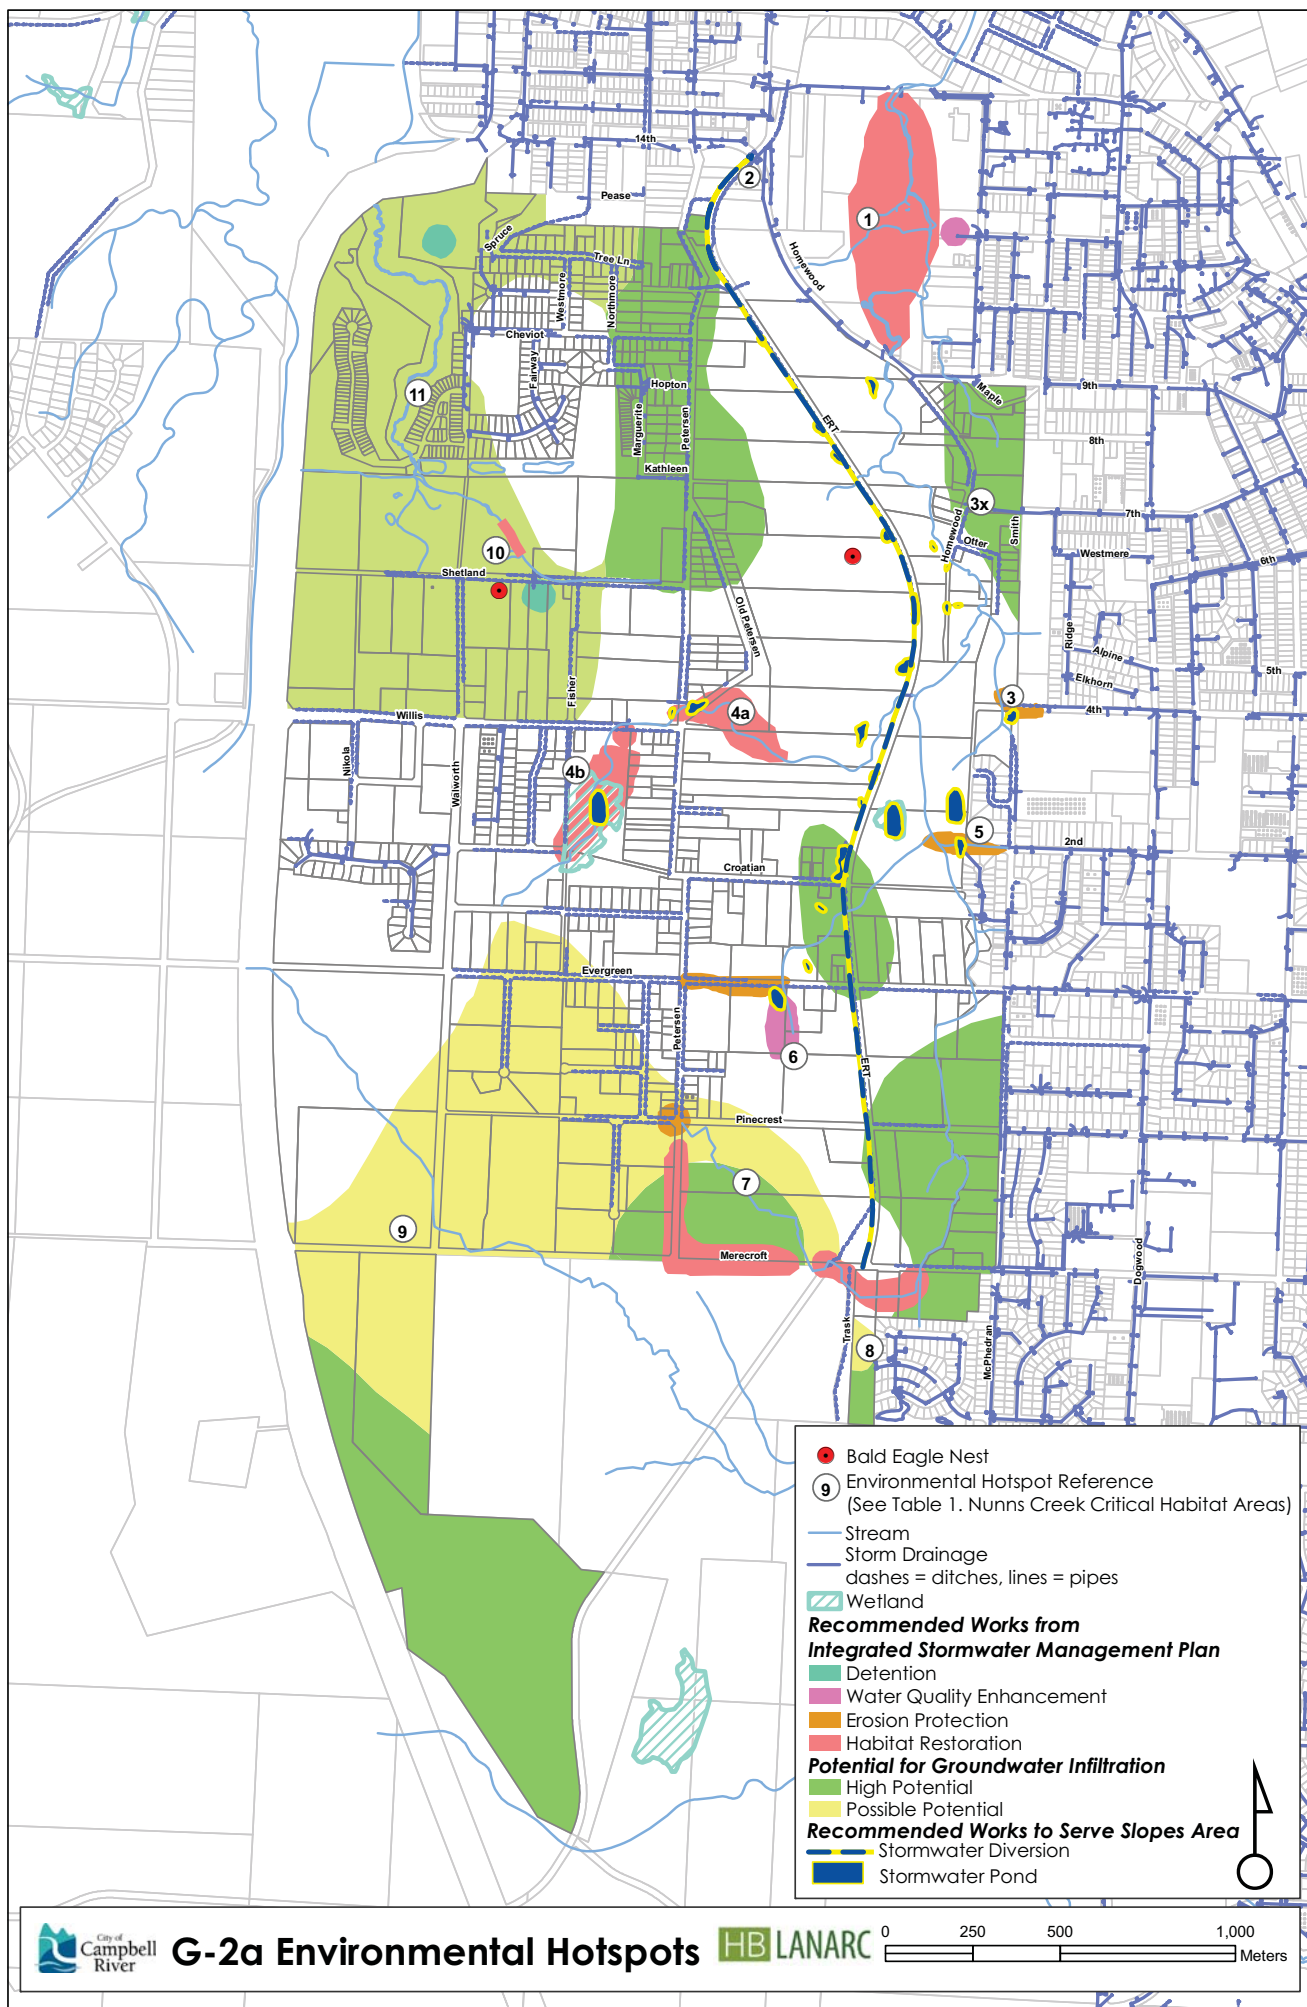 14th
2
Pease
1
Spruce
Homewood
Tree Ln
Westmore
Northmore
Cheviot
Fairway
Maple
9th
Hopton
11
Marguerite
Petersen
ERT
8th
Kathleen
3x
7th
Smith
Homewood
Otter
10
Westmere
6th
Shetland
Old Petersen
Ridge
Alpine
5th
Elkhorn
Fisher
3
4th
4a
Willis
Nikola
Walworth
4b
5
2nd
Croatian
Evergreen
Petersen
6
ERT
Pinecrest
7
9
Merecroft
Dogwood
Trask
8
McPhedran
Bald Eagle Nest
9 Environmental Hotspot Reference
(See Table 1. Nunns Creek Critical Habitat Areas)
Stream
Storm Drainage
dashes = ditches, lines = pipes
Wetland
Recommended Works from
Integrated Stormwater Management Plan
Detention
Water Quality Enhancement
Erosion Protection
Habitat Restoration
Potential for Groundwater Infiltration
High Potential
Possible Potential
Recommended Works to Serve Slopes Area
Stormwater Diversion
Stormwater Pond
City of
Campbell
River
G-2a Environmental Hotspots
HB LANARC
0 250 500 1,000
Meters